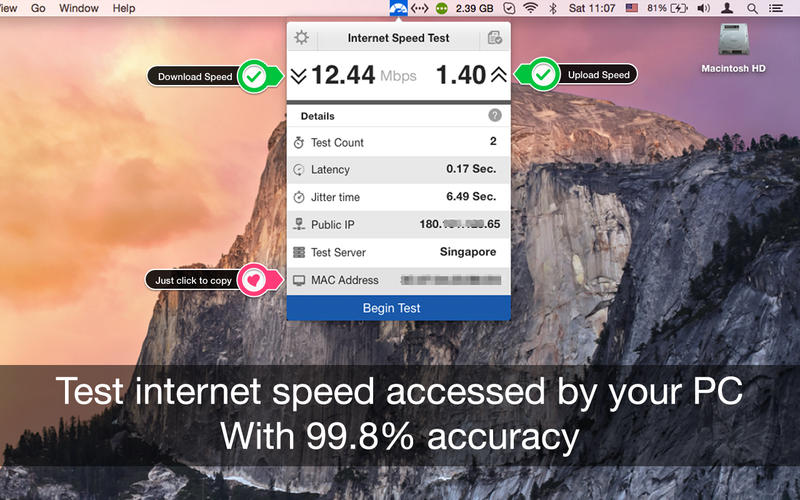 View Go Window Help 2.39 GB Sat 11:07 81%
Internet Speed Test
Macintosh HD
Download Speed 12.44 Mbps 1.40 Upload Speed
Details ?
Test Count 2
Latency 0.17 Sec.
Jitter time 6.49 Sec.
Public IP 180. .65
Test Server Singapore
Just click to copy MAC Address
Begin Test
Test internet speed accessed by your PC
With 99.8% accuracy